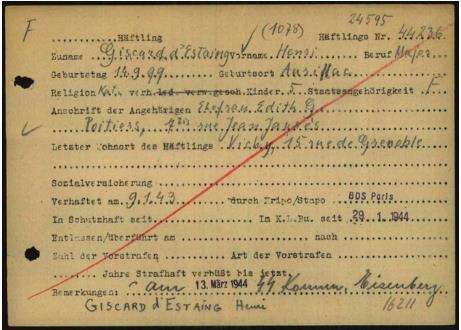 24595
F Häftling (1078) Häftlings Nr. 44236
Zuname Giscard d'Estaing Vorname Henri Beruf Major
Geburtstag 14.9.99 Geburtsort Aurillac
Religion Kat. verh. led. verw. gesch. Kinder. 5 Staatsangehörigkeit F
Anschrift der Angehörigen Ehefrau Edith G.
Poitiers, rue Jean Jaurès
Letzter Wohnort des Häftlings Vichy, 15 rue de Grenoble
Sozialversicherung
Verhaftet am 9.1.43 durch Kripo/Stapo BDS Paris
In Schutzhaft seit In K.L.Bu. seit 29.1.1944
Entlassen/überführt am nach
Zahl der Vorstrafen Art der Vorstrafen
Jahre Strafhaft verbüßt bis jetzt.
Bemerkungen: am 13. März 1944 SS Komm. Eisenberg
GISCARD d'ESTAING Henri 16211